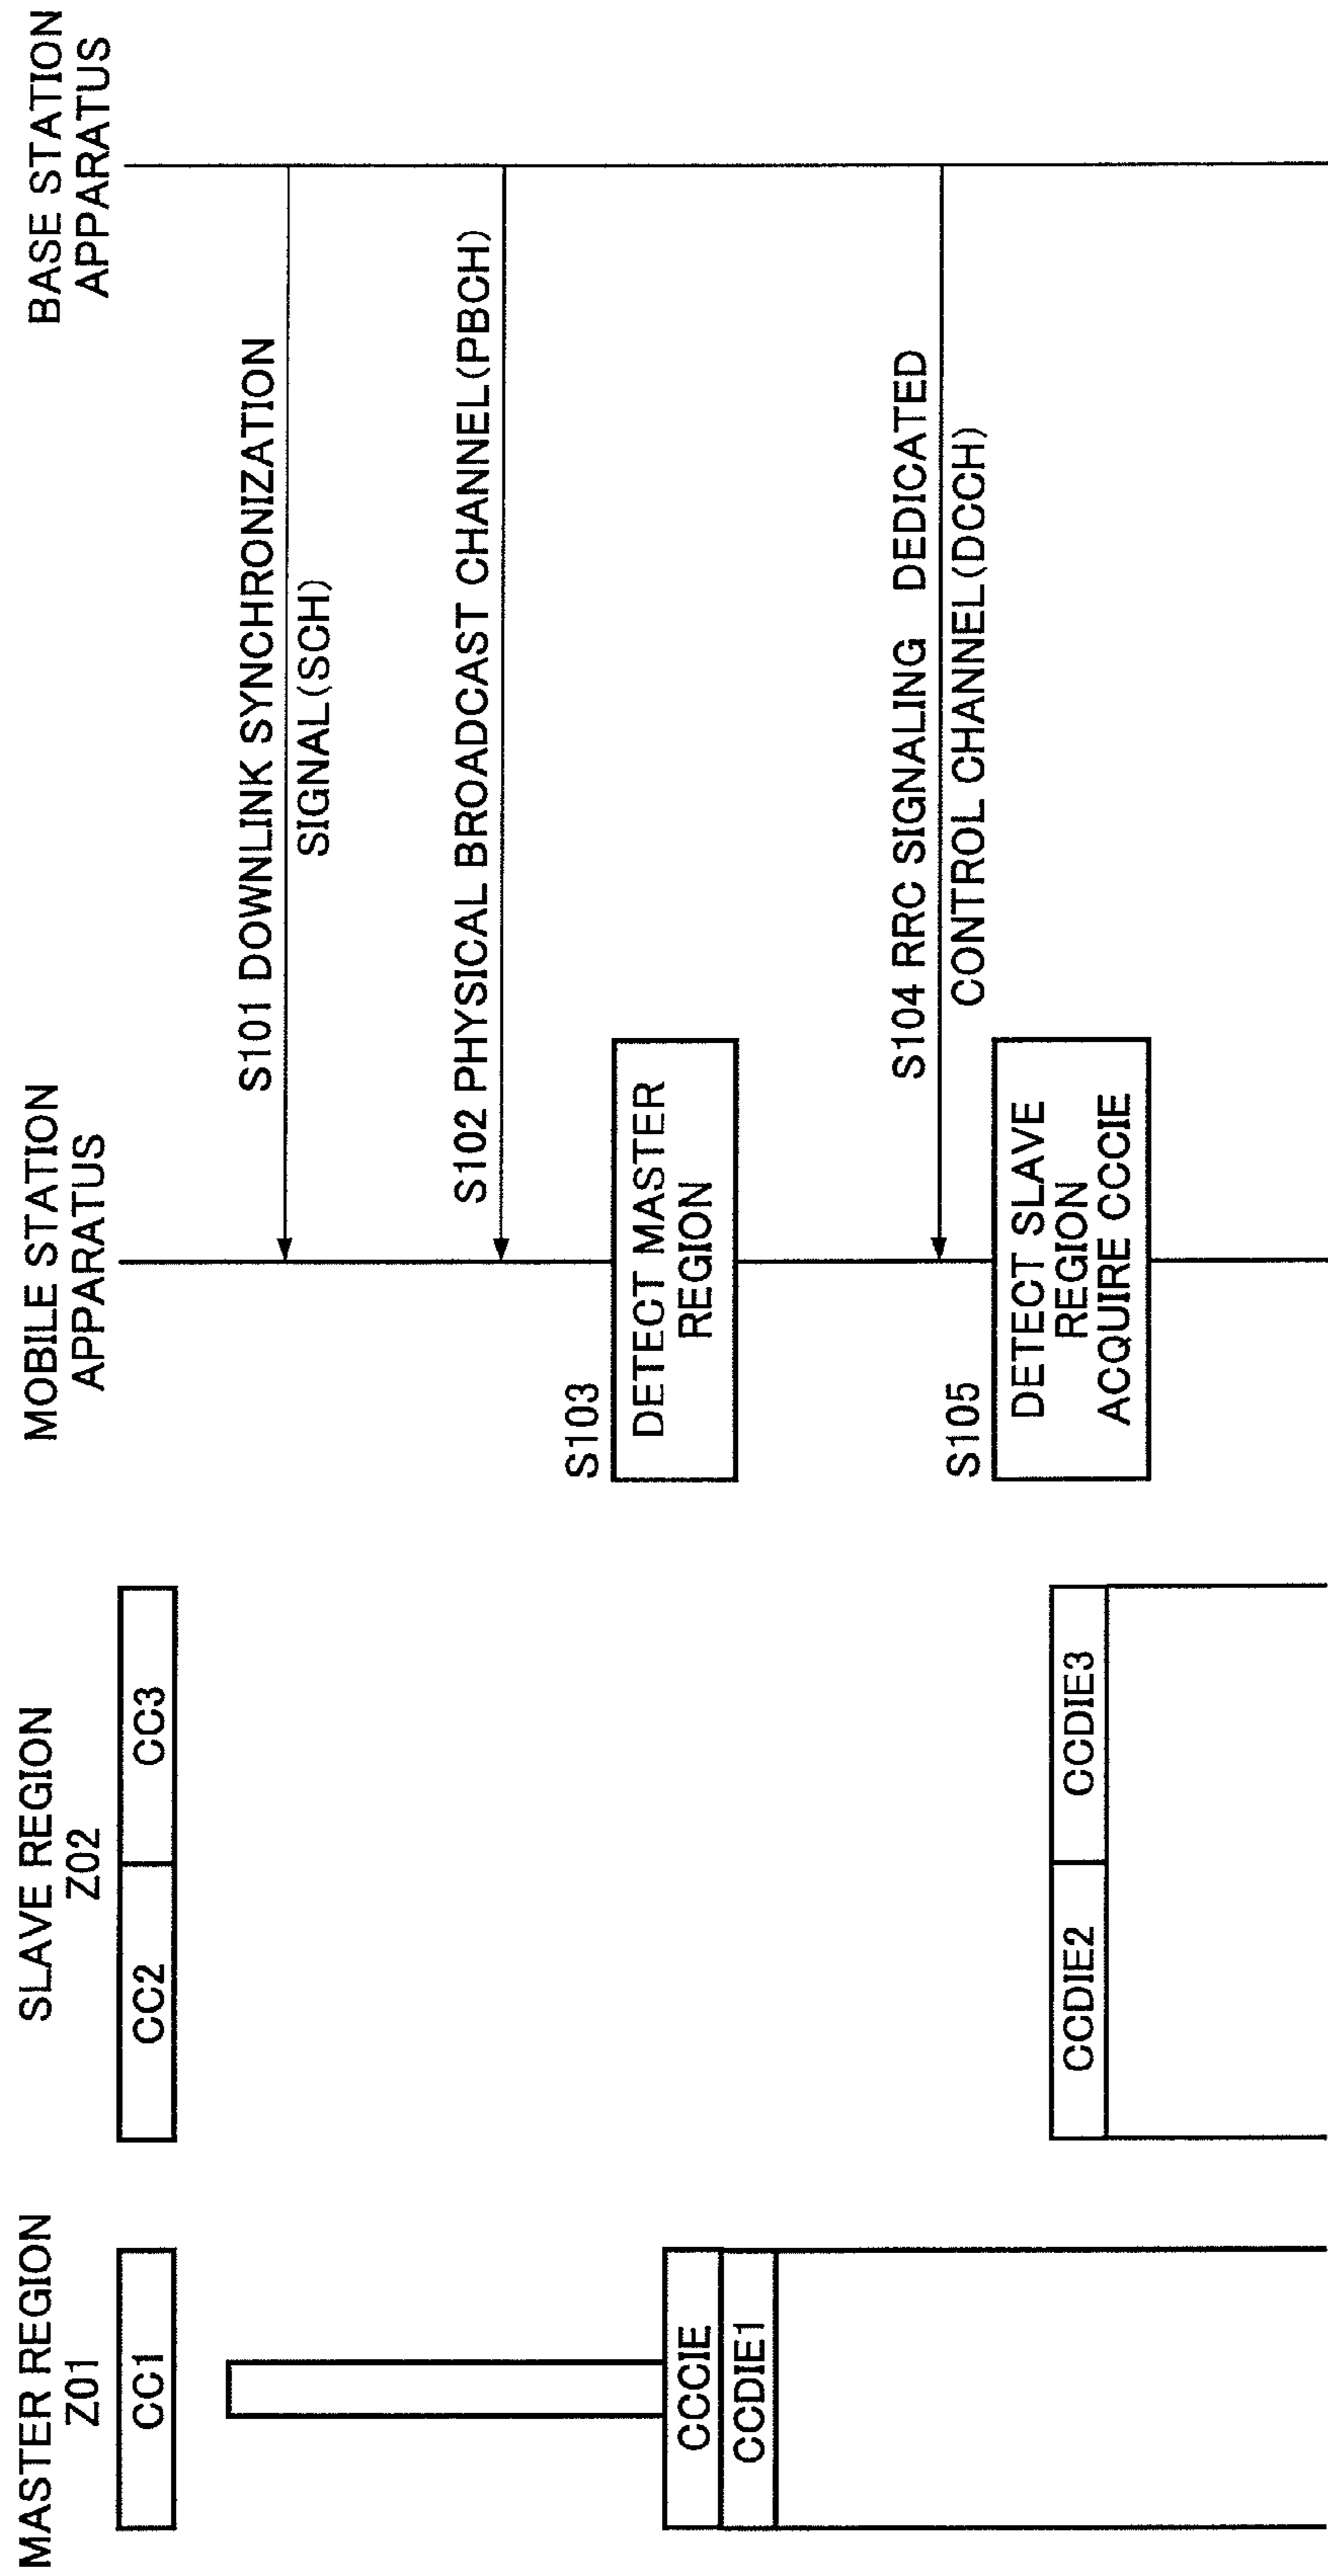 MASTER REGION
Z01
SLAVE REGION
Z02
MOBILE STATION
APPARATUS
BASE STATION
APPARATUS
CC1
CC2
CC3
S101 DOWNLINK SYNCHRONIZATION
SIGNAL(SCH)
S102 PHYSICAL BROADCAST CHANNEL(PBCH)
S103
DETECT MASTER
REGION
CCCIE
CCDIE1
S104 RRC SIGNALING DEDICATED
CONTROL CHANNEL(DCCH)
S105
DETECT SLAVE
REGION
ACQUIRE CCCIE
CCDIE2
CCDIE3